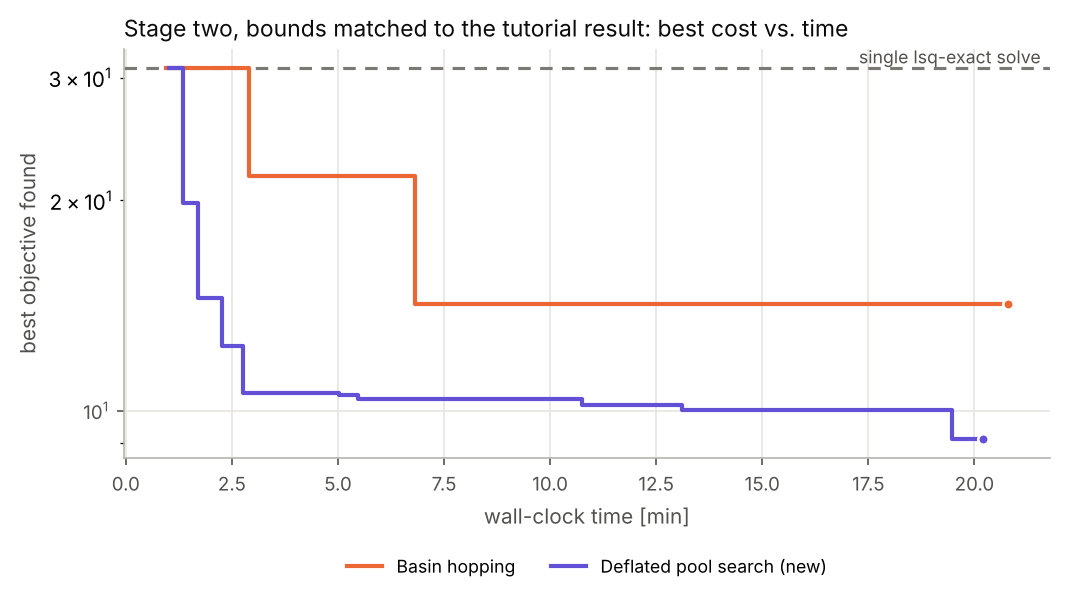 Stage two, bounds matched to the tutorial result: best cost vs. time
single lsq-exact solve
3 × 10¹
2 × 10¹
10¹
best objective found
0.0 2.5 5.0 7.5 10.0 12.5 15.0 17.5 20.0
wall-clock time [min]
Basin hopping Deflated pool search (new)